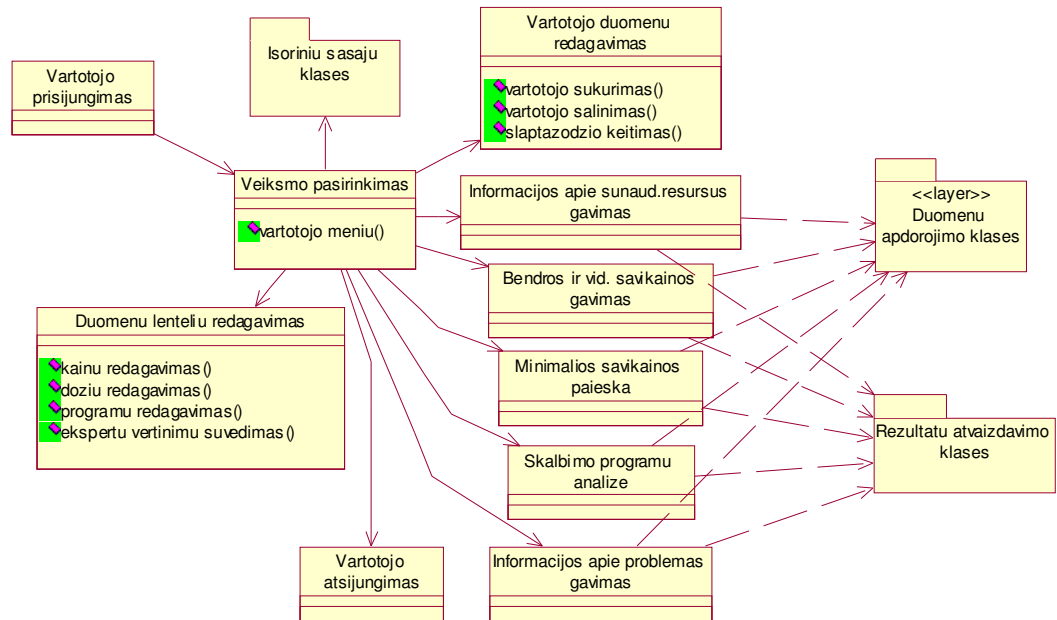 Vartotojo
prisijungimas
Isoriniu sasaju
klases
Vartotojo duomenu
redagavimas
vartotojo sukurimas()
vartotojo salinimas()
slaptazodzio keitimas()
Veiksmo pasirinkimas
vartotojo meniu()
Informacijos apie sunaud.resursus
gavimas
<<layer>>
Duomenu
apdorojimo klases
Bendros ir vid. savikainos
gavimas
Duomenu lenteliu redagavimas
kainu redagavimas()
doziu redagavimas()
programu redagavimas()
ekspertu vertinimu suvedimas()
Minimalios savikainos
paieska
Rezultatu atvaizdavimo
klases
Skalbimo programu
analize
Vartotojo
atsijungimas
Informacijos apie problemas
gavimas